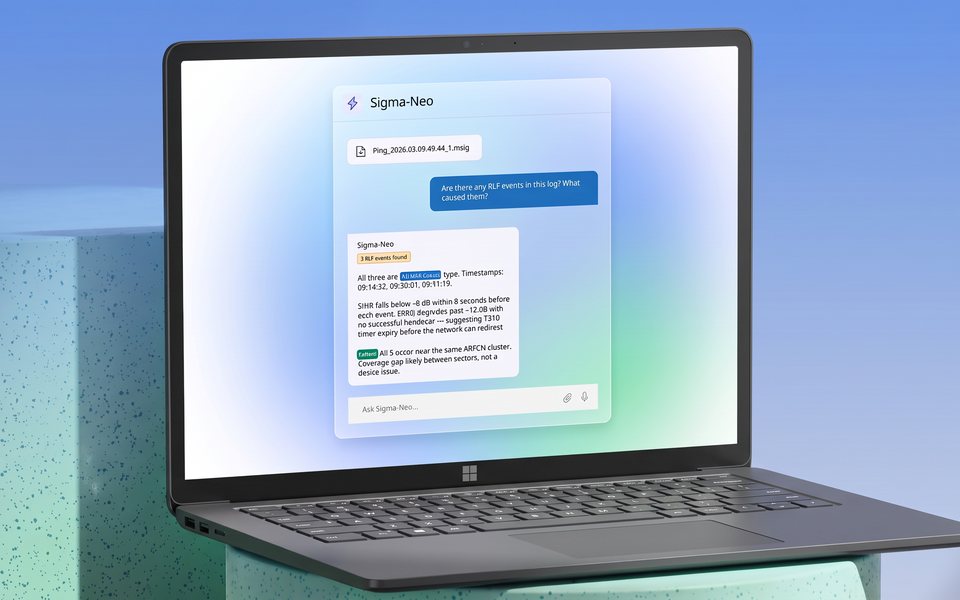 Sigma-Neo
Ping_2026.03.09.49.44_1.msig
Are there any RLF events in this log? What
caused them?
Sigma-Neo
3 RLF events found
All three are type. Timestamps:
09:14:32, 09:30:01, 09:11:19.
SIHR falls below −8 dB within 8 seconds before
eech event. ERR0) degrvdes past −12.0B with
no successful hendecar --- suggesting T310
timer expiry before the network can redirest
All 5 occor near the same ARFCN cluster.
Coverage gap likely between sectors, not a
desice issue.
Ask Sigma-Neo...